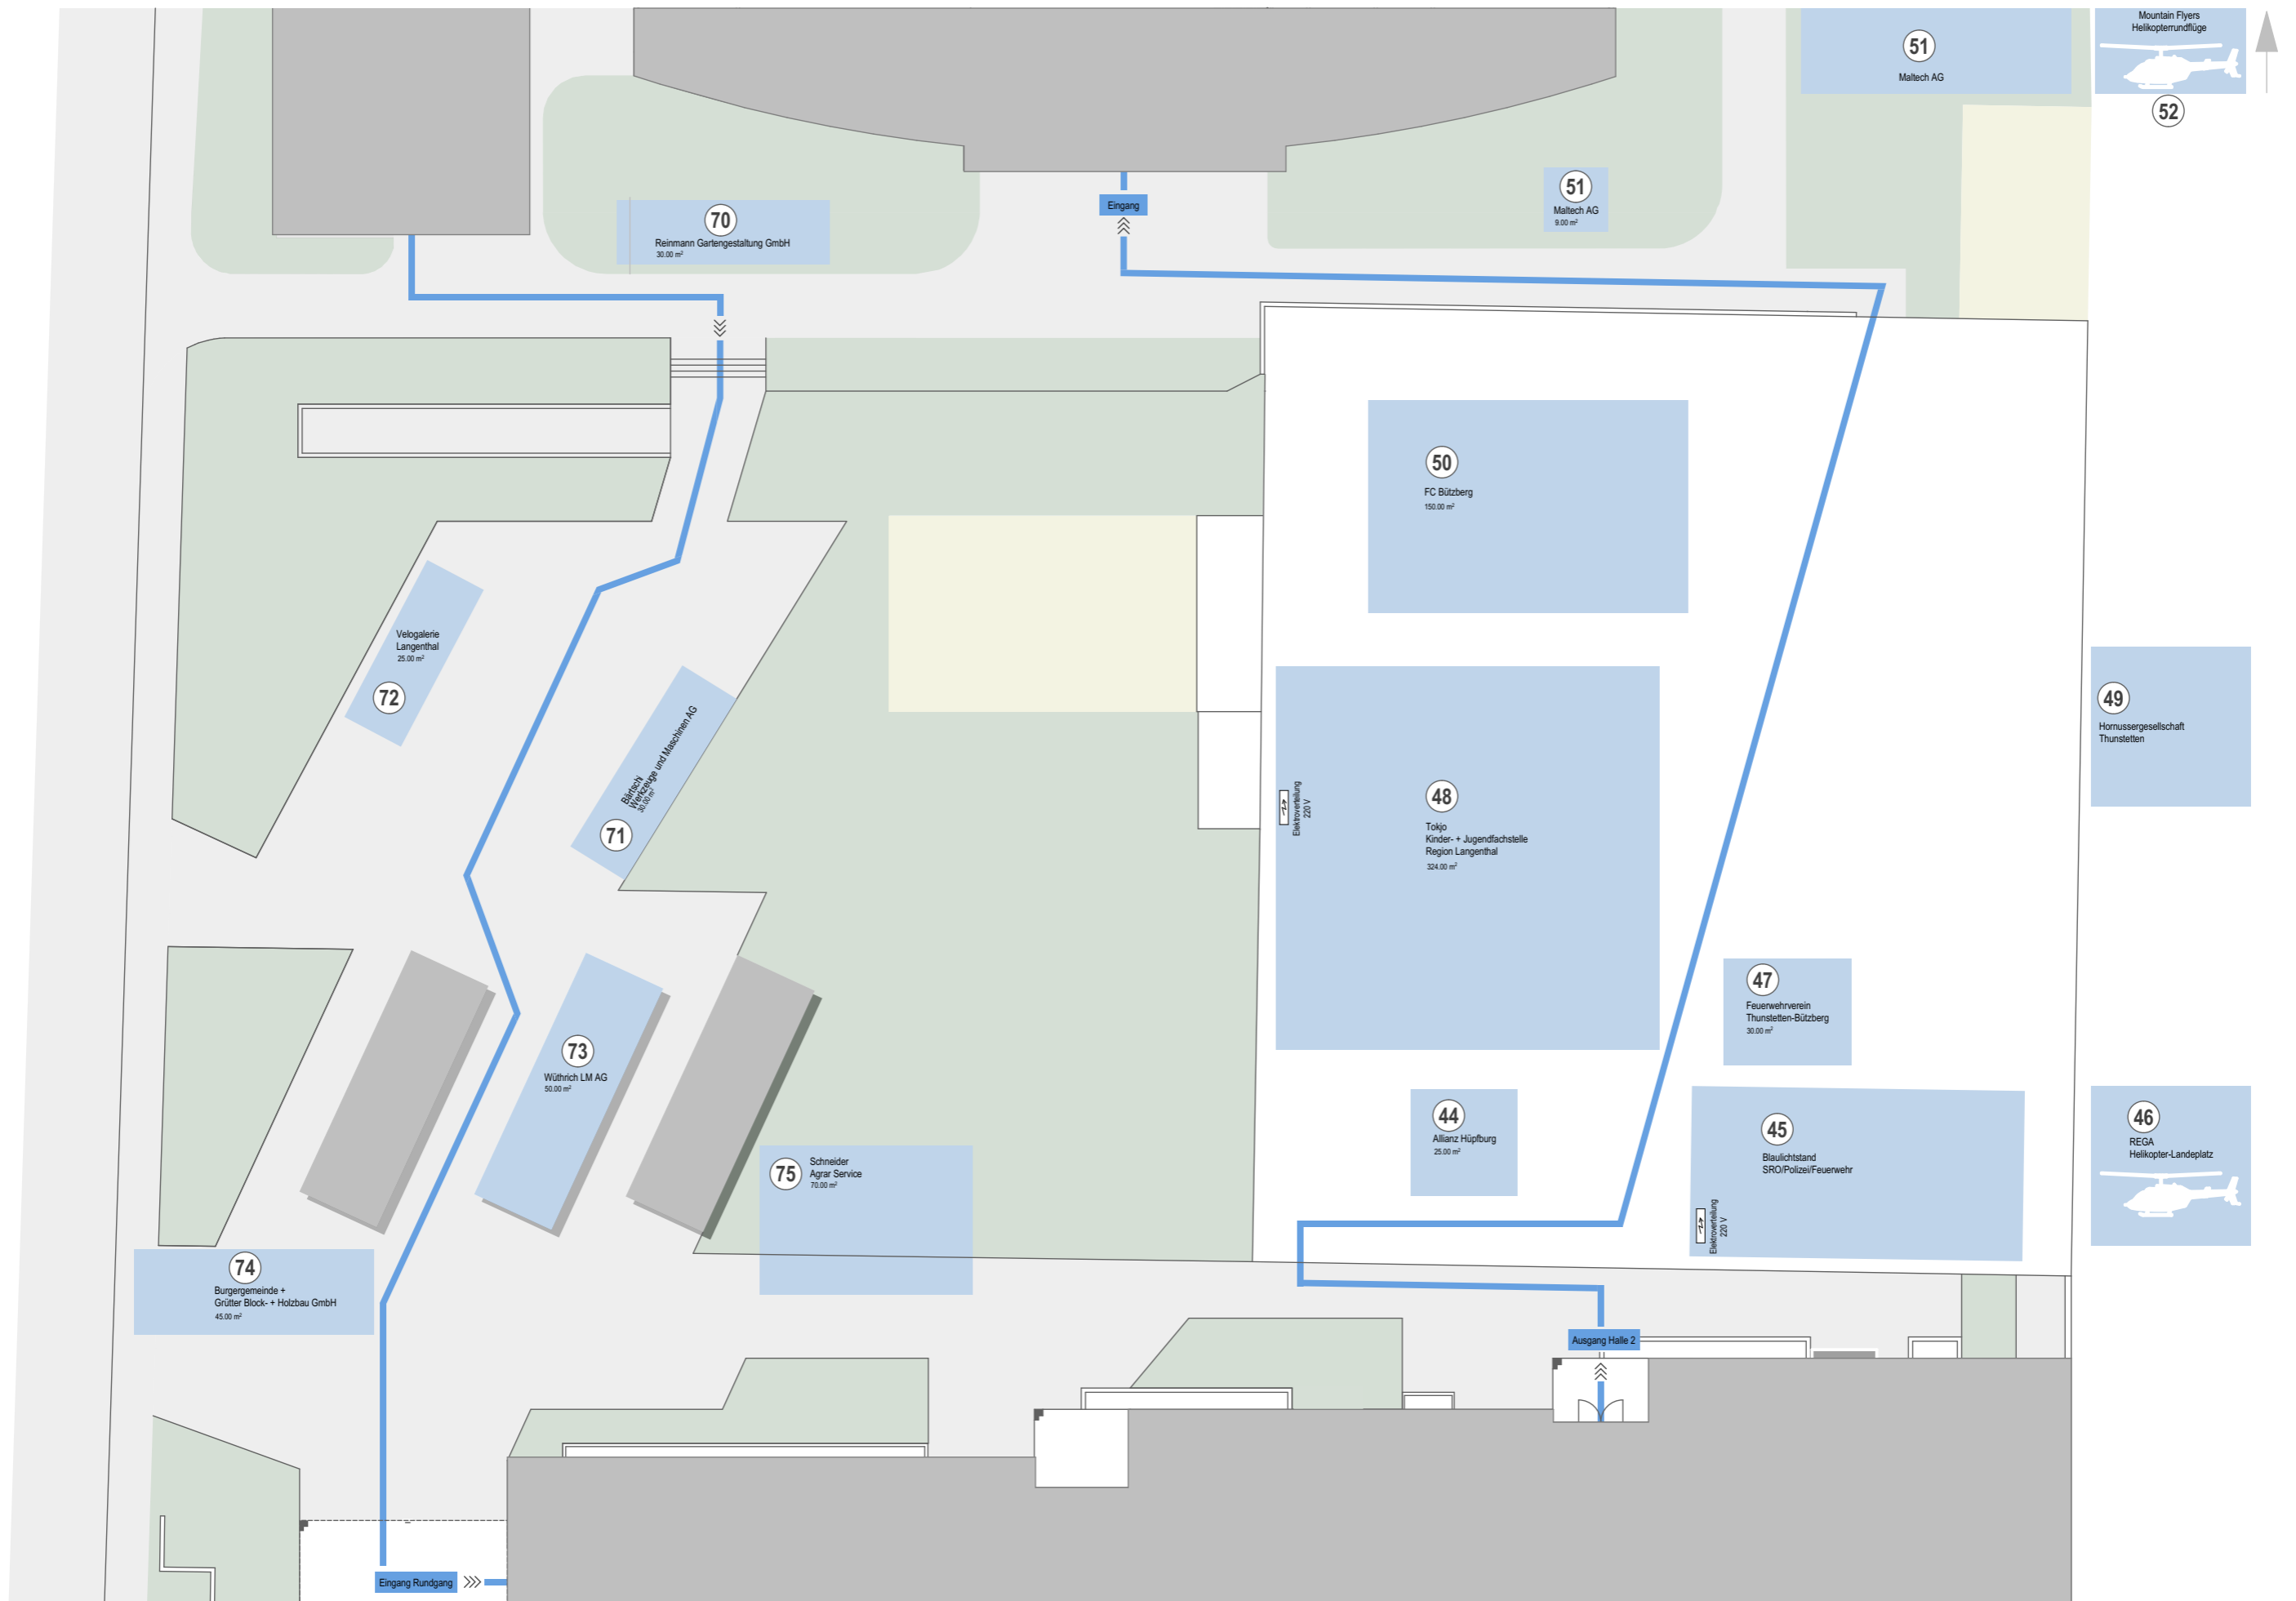 Mountain Flyers
Helikopterrundflüge
52
51
Maltech AG
51
Maltech AG
9.00 m²
Eingang
70
Reinmann Gartengestaltung GmbH
30.00 m²
50
FC Bützberg
150.00 m²
Velogalerie
Langenthal
25.00 m²
72
Bärtschi
Werkzeuge und Maschinen AG
30.00 m²
71
49
Hornussergesellschaft
Thunstetten
Elektroverteilung
220 V
48
Tokjo
Kinder- + Jugendfachstelle
Region Langenthal
324.00 m²
47
Feuerwehrverein
Thunstetten-Bützberg
30.00 m²
73
Wüthrich LM AG
50.00 m²
44
Allianz Hüpfburg
25.00 m²
45
Blaulichtstand
SRO/Polizei/Feuerwehr
Elektroverteilung
220 V
46
REGA
Helikopter-Landeplatz
75
Schneider
Agrar Service
70.00 m²
74
Burgergemeinde +
Grütter Block- + Holzbau GmbH
45.00 m²
Ausgang Halle 2
Eingang Rundgang